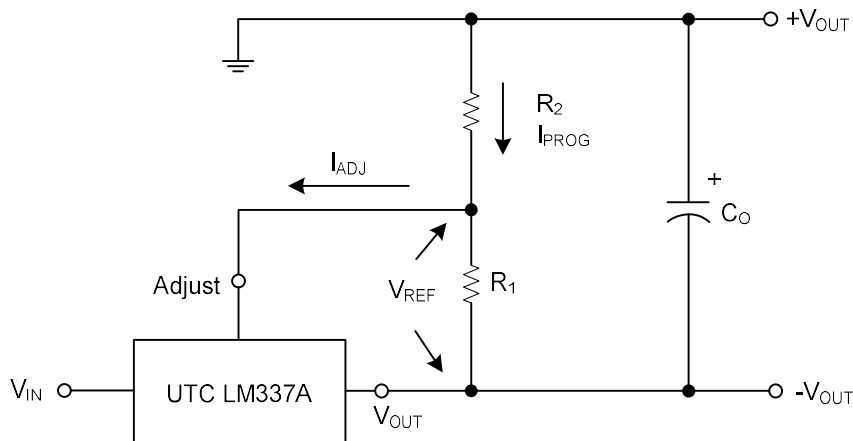 +VOUT
R2
IPROG
IADJ
+
CO
Adjust
VREF
R1
VIN
UTC LM337A
VOUT
-VOUT